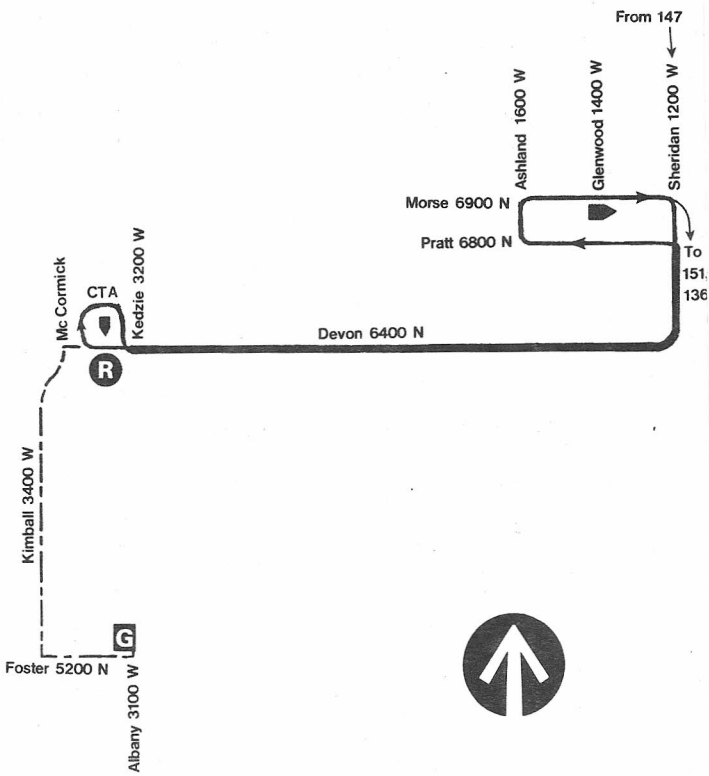 From 147
Ashland 1600 W
Glenwood 1400 W
Sheridan 1200 W
Morse 6900 N
Pratt 6800 N
To
151,
136
Mc Cormick
CTA
Kedzie 3200 W
Devon 6400 N
R
Kimball 3400 W
G
Foster 5200 N
Albany 3100 W